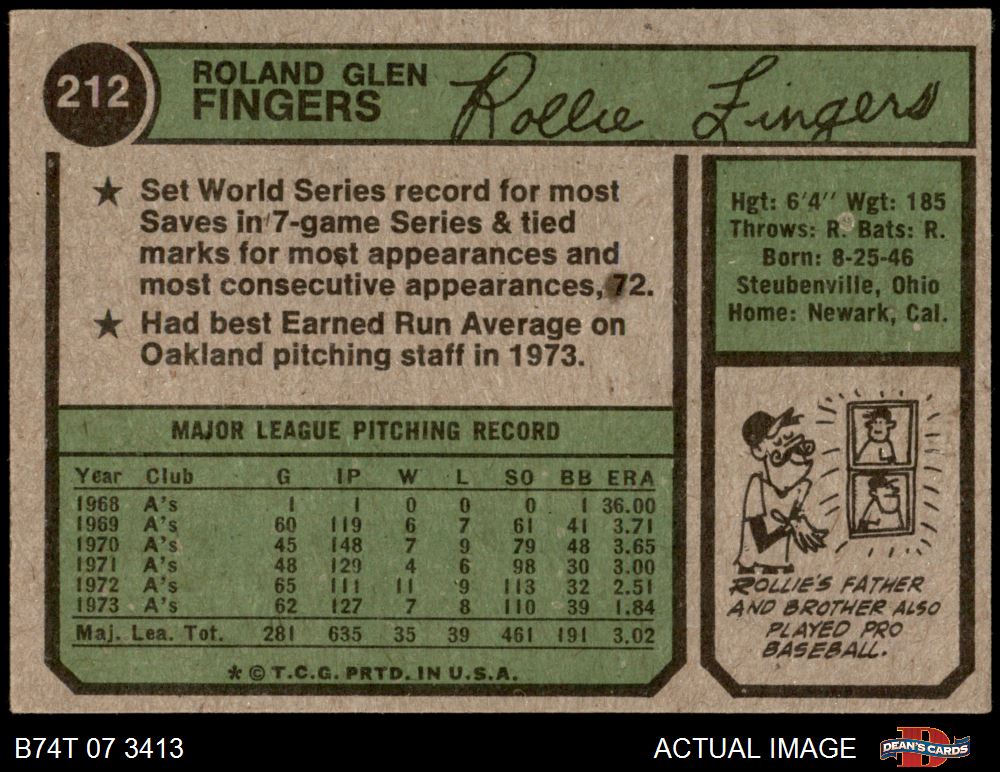 212
ROLAND GLEN
FINGERS
Rollie Fingers
★ Set World Series record for most
Saves in 7-game Series & tied
marks for most appearances and
most consecutive appearances, 72.
★ Had best Earned Run Average on
Oakland pitching staff in 1973.
Hgt: 6'4" Wgt: 185
Throws: R. Bats: R.
Born: 8-25-46
Steubenville, Ohio
Home: Newark, Cal.
MAJOR LEAGUE PITCHING RECORD
Year Club G IP W L SO BB ERA
1968 A's 1 1 0 0 0 1 36.00
1969 A's 60 119 6 7 61 41 3.71
1970 A's 45 148 7 9 79 48 3.65
1971 A's 48 129 4 6 98 30 3.00
1972 A's 65 111 11 9 113 32 2.51
1973 A's 62 127 7 8 110 39 1.84
Maj. Lea. Tot. 281 635 35 39 461 191 3.02
* © T.C.G. PRTD. IN U.S.A.
ROLLIE'S FATHER
AND BROTHER ALSO
PLAYED PRO
BASEBALL.
B74T 07 3413
ACTUAL IMAGE
DEAN'S CARDS